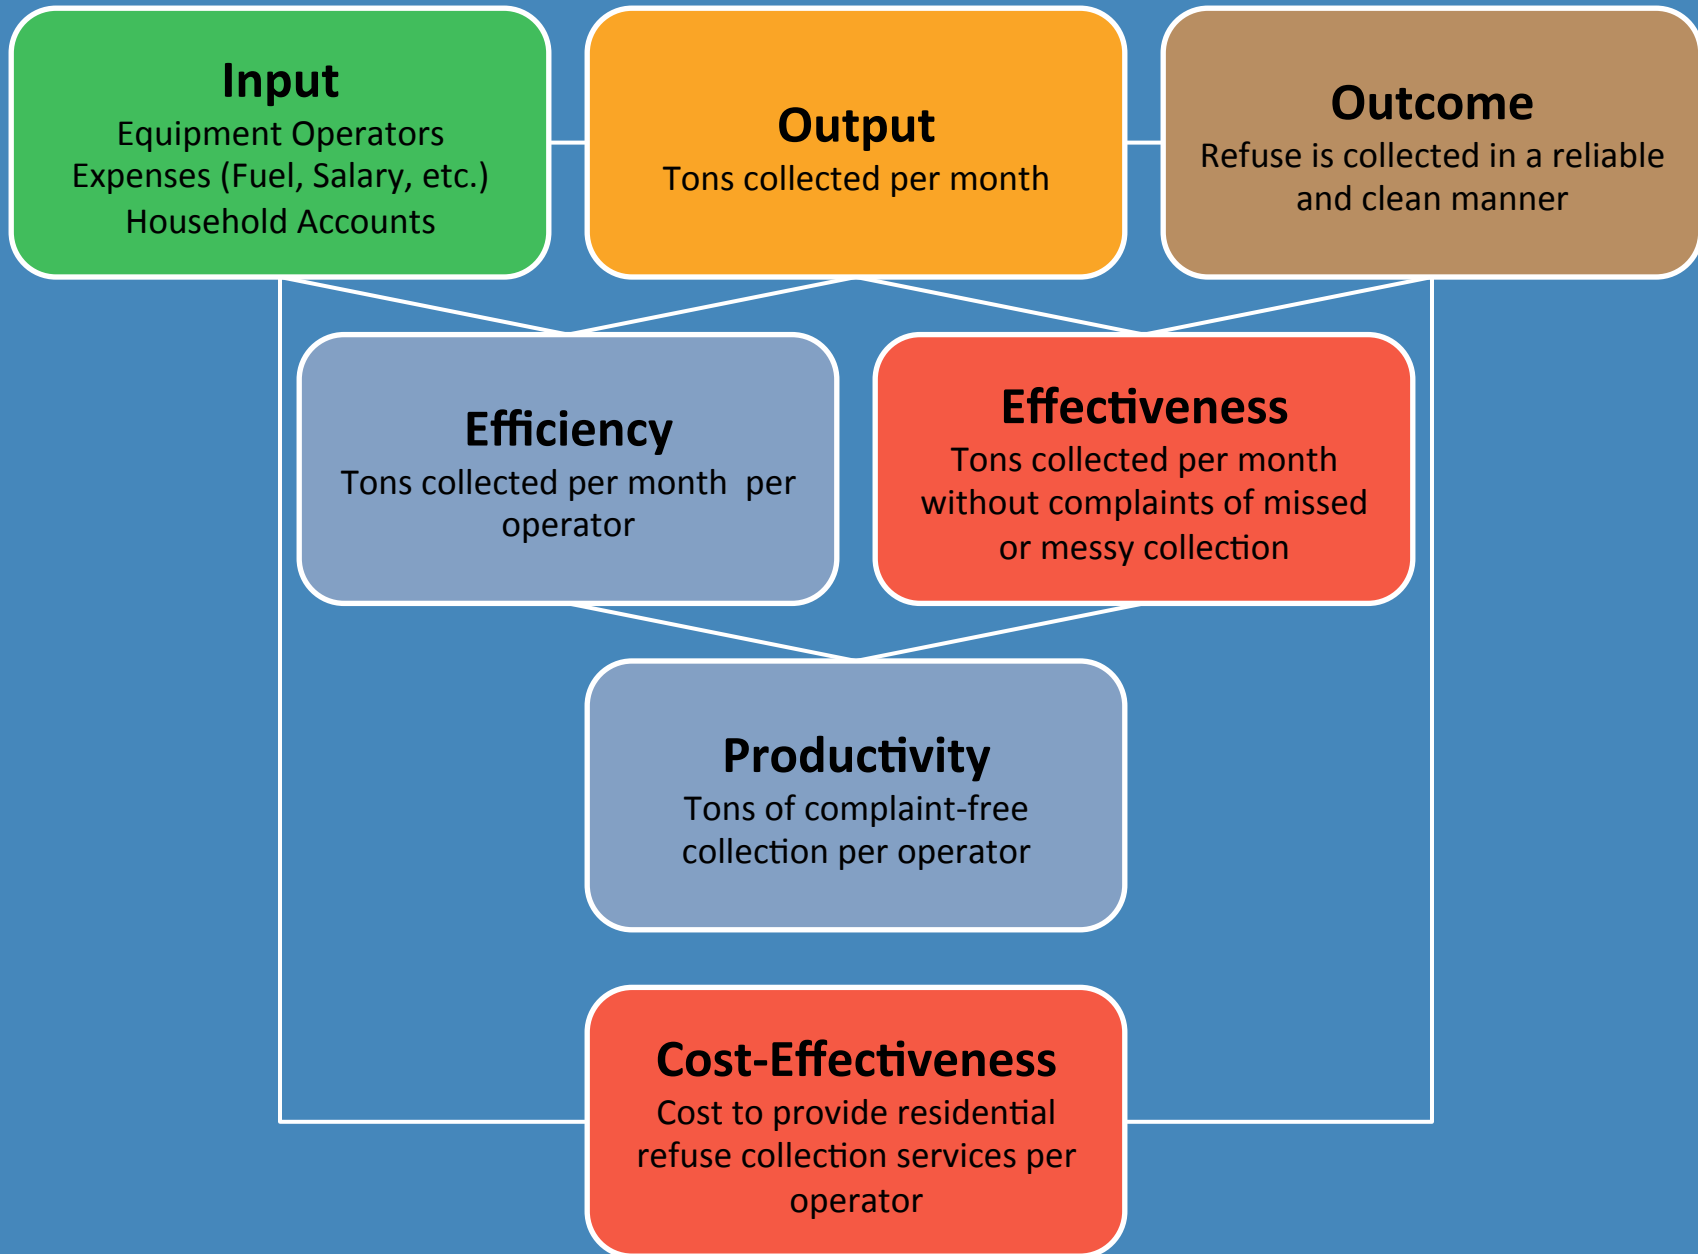 Input
Equipment Operators
Expenses (Fuel, Salary, etc.)
Household Accounts
Output
Tons collected per month
Outcome
Refuse is collected in a reliable
and clean manner
Efficiency
Tons collected per month  per
operator
Effectiveness
Tons collected per month
without complaints of missed
or messy collection
Productivity
Tons of complaint-free
collection per operator
Cost-Effectiveness
Cost to provide residential
refuse collection services per
operator